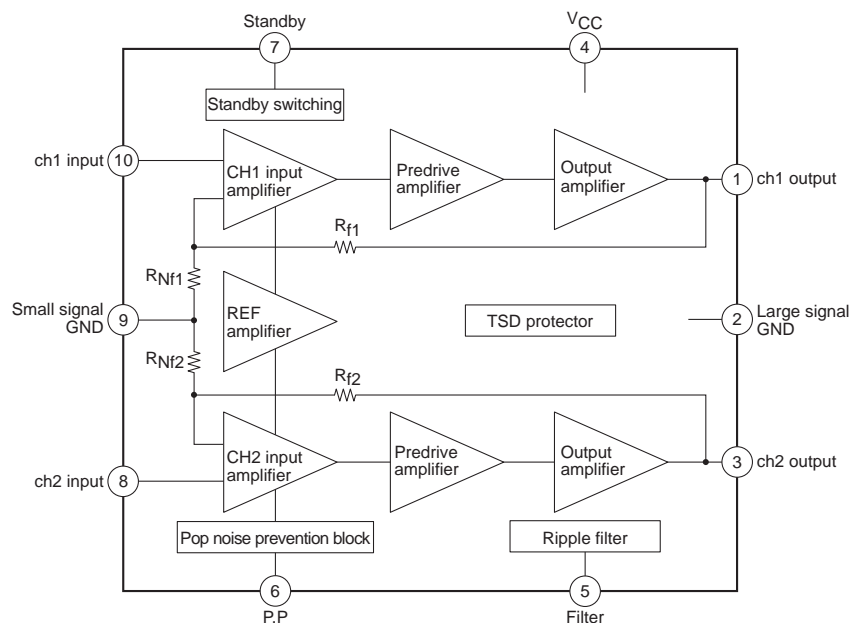 Standby
VCC
7
4
Standby switching
ch1 input
10
CH1 input
amplifier
Predrive
amplifier
Output
amplifier
1
ch1 output
Rf1
RNf1
Small signal
GND
9
REF
amplifier
TSD protector
2
Large signal
GND
RNf2
Rf2
CH2 input
amplifier
Predrive
amplifier
Output
amplifier
3
ch2 output
ch2 input
8
Pop noise prevention block
Ripple filter
6
5
P.P
Filter